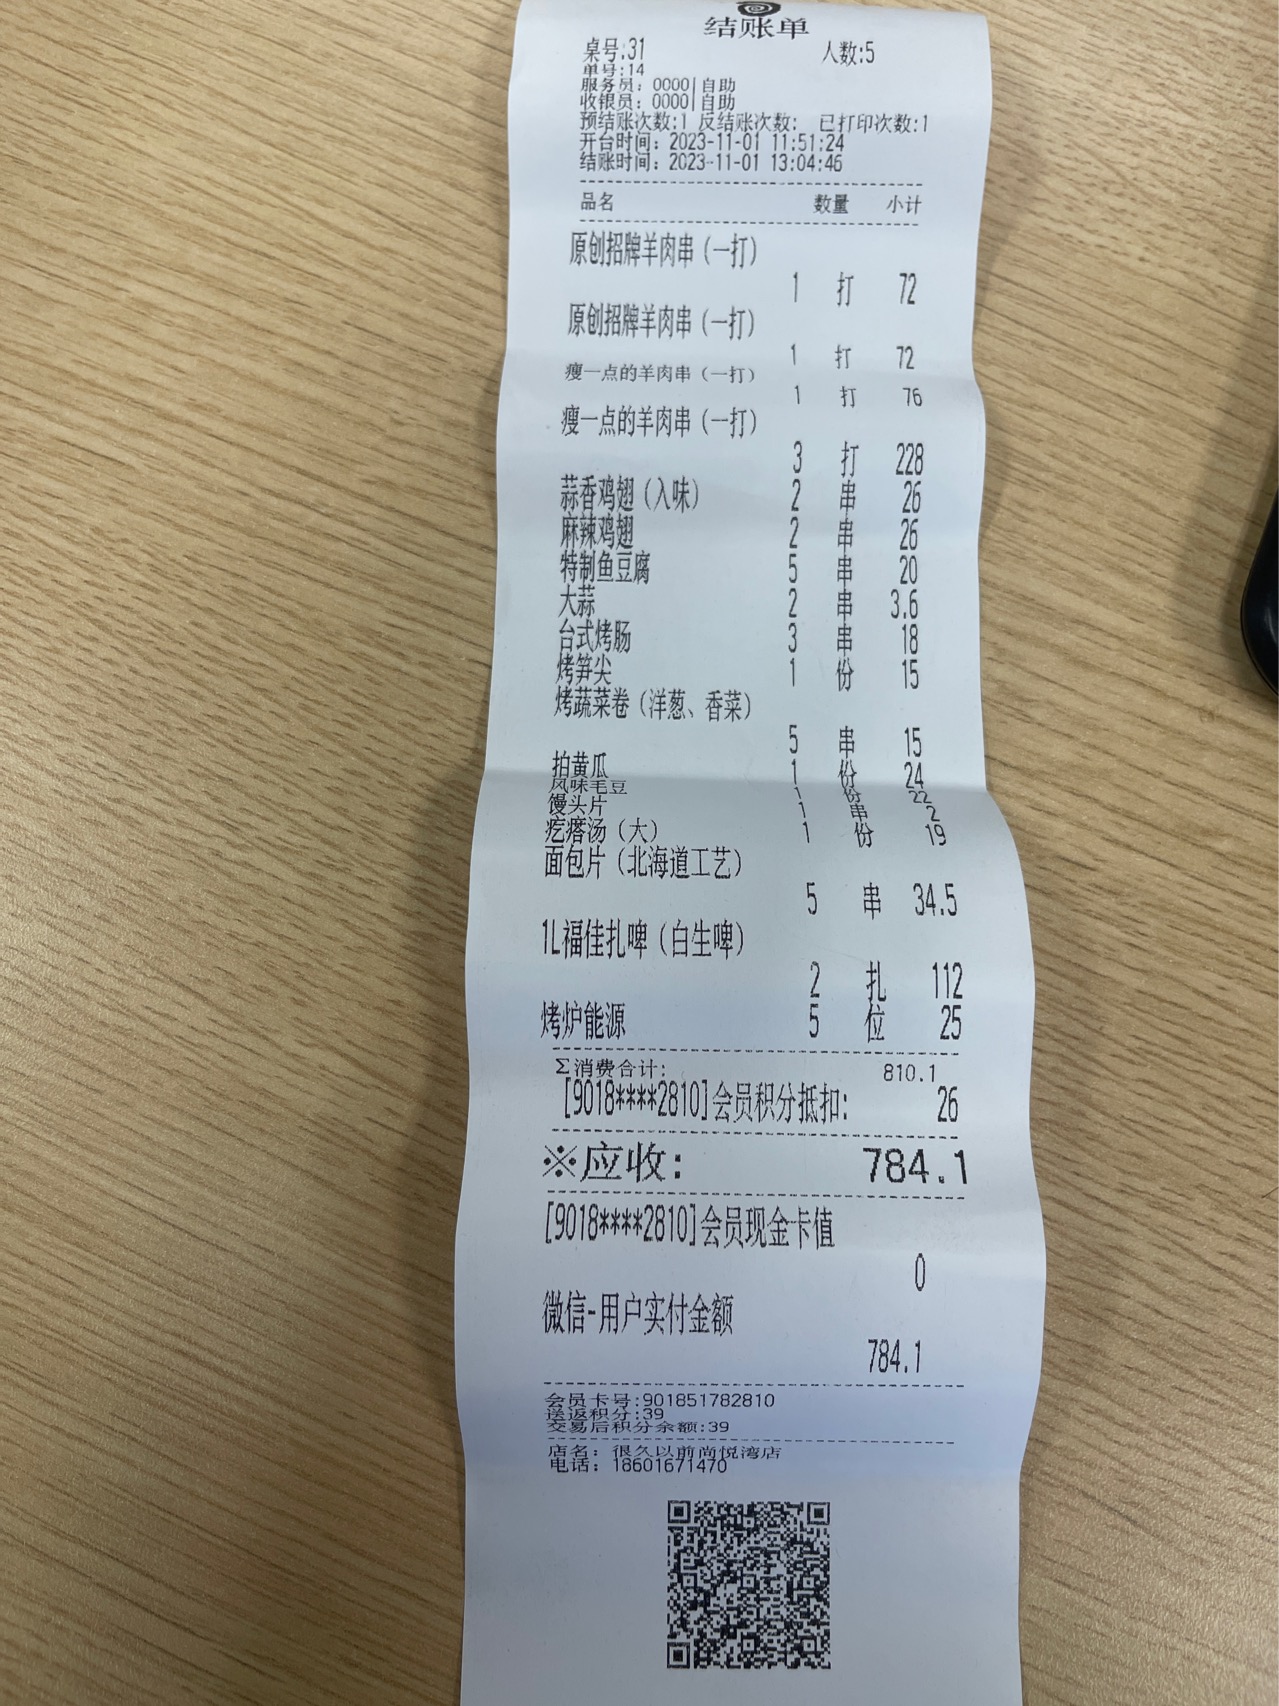 结账单
桌号:31 人数:5
单号:14
服务员: 0000|自助
收银员: 0000|自助
预结账次数:1 反结账次数: 已打印次数:1
开台时间: 2023-11-01 11:51:24
结账时间: 2023-11-01 13:04:46
品名 数量 小计
原创招牌羊肉串(一打)
1 打 72
原创招牌羊肉串(一打)
1 打 72
瘦一点的羊肉串(一打)
1 打 76
瘦一点的羊肉串(一打)
3 打 228
蒜香鸡翅(入味) 2 串 26
麻辣鸡翅 2 串 26
特制鱼豆腐 5 串 20
大蒜 2 串 3.6
台式烤肠 3 串 18
烤笋尖 1 份 15
烤蔬菜卷(洋葱、香菜)
5 串 15
拍黄瓜 1 份 24
风味毛豆 1 份 22
馒头片 1 串 2
疙瘩汤(大) 1 份 19
面包片(北海道工艺)
5 串 34.5
1L福佳扎啤(白生啤)
2 扎 112
烤炉能源 5 位 25
Σ消费合计: 810.1
[9018****2810]会员积分抵扣: 26
※应收: 784.1
[9018****2810]会员现金卡值
0
微信-用户实付金额
784.1
会员卡号:901851782810
送返积分:39
交易后积分余额:39
店名: 很久以前尚悦湾店
电话: 18601671470